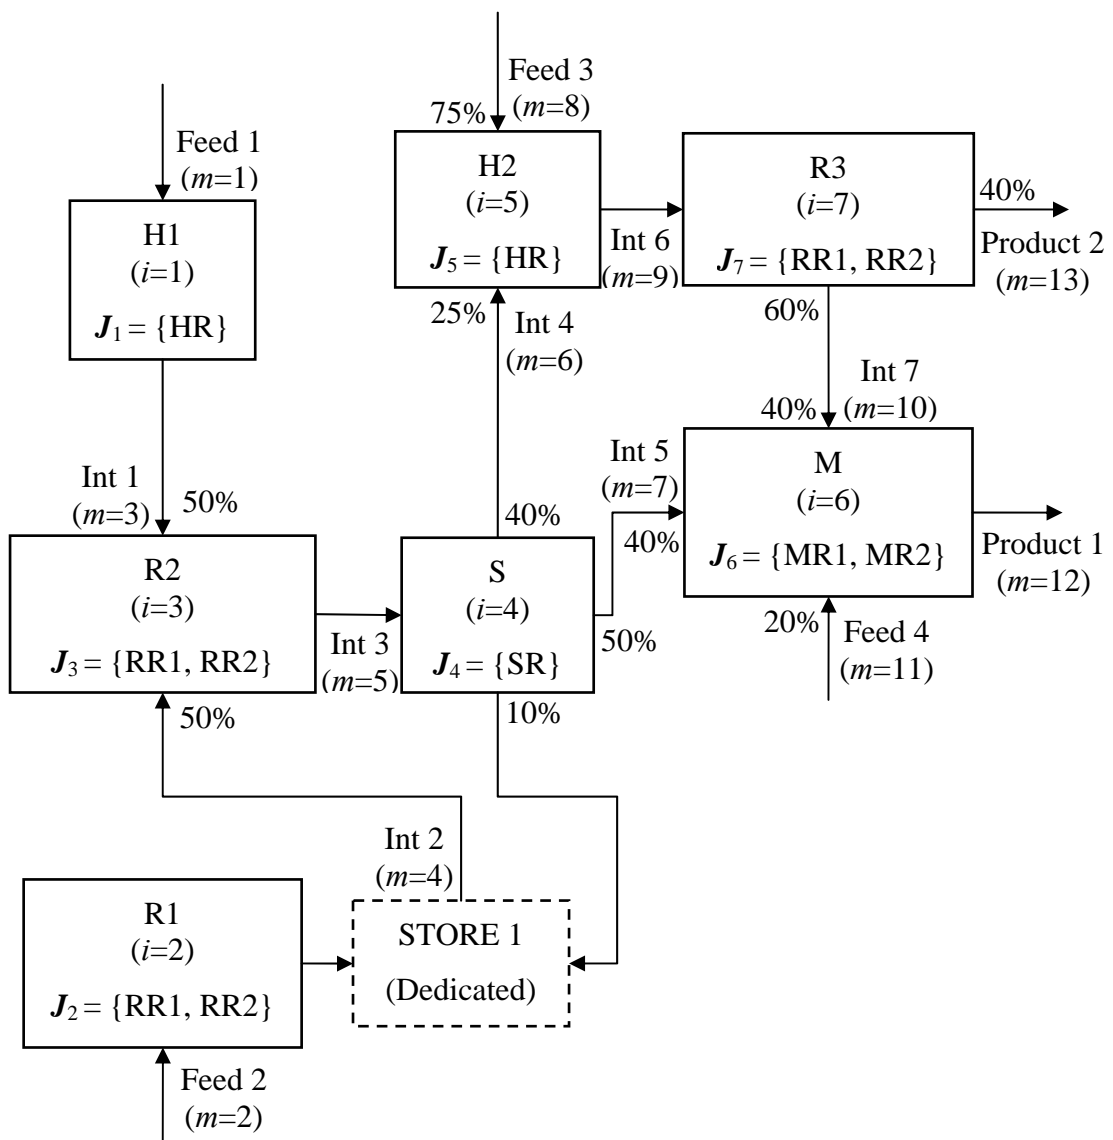 Feed 1
(m=1)
H1
(i=1)
J1 = {HR}
Int 1
(m=3)
50%
R2
(i=3)
J3 = {RR1, RR2}
50%
Int 3
(m=5)
Feed 3
(m=8)
75%
H2
(i=5)
J5 = {HR}
25%
Int 4
(m=6)
Int 6
(m=9)
R3
(i=7)
J7 = {RR1, RR2}
40%
Product 2
(m=13)
60%
Int 7
(m=10)
40%
Int 5
(m=7)
40%
M
(i=6)
J6 = {MR1, MR2}
Product 1
(m=12)
20%
Feed 4
(m=11)
40%
S
(i=4)
J4 = {SR}
50%
10%
Int 2
(m=4)
R1
(i=2)
J2 = {RR1, RR2}
STORE 1
(Dedicated)
Feed 2
(m=2)